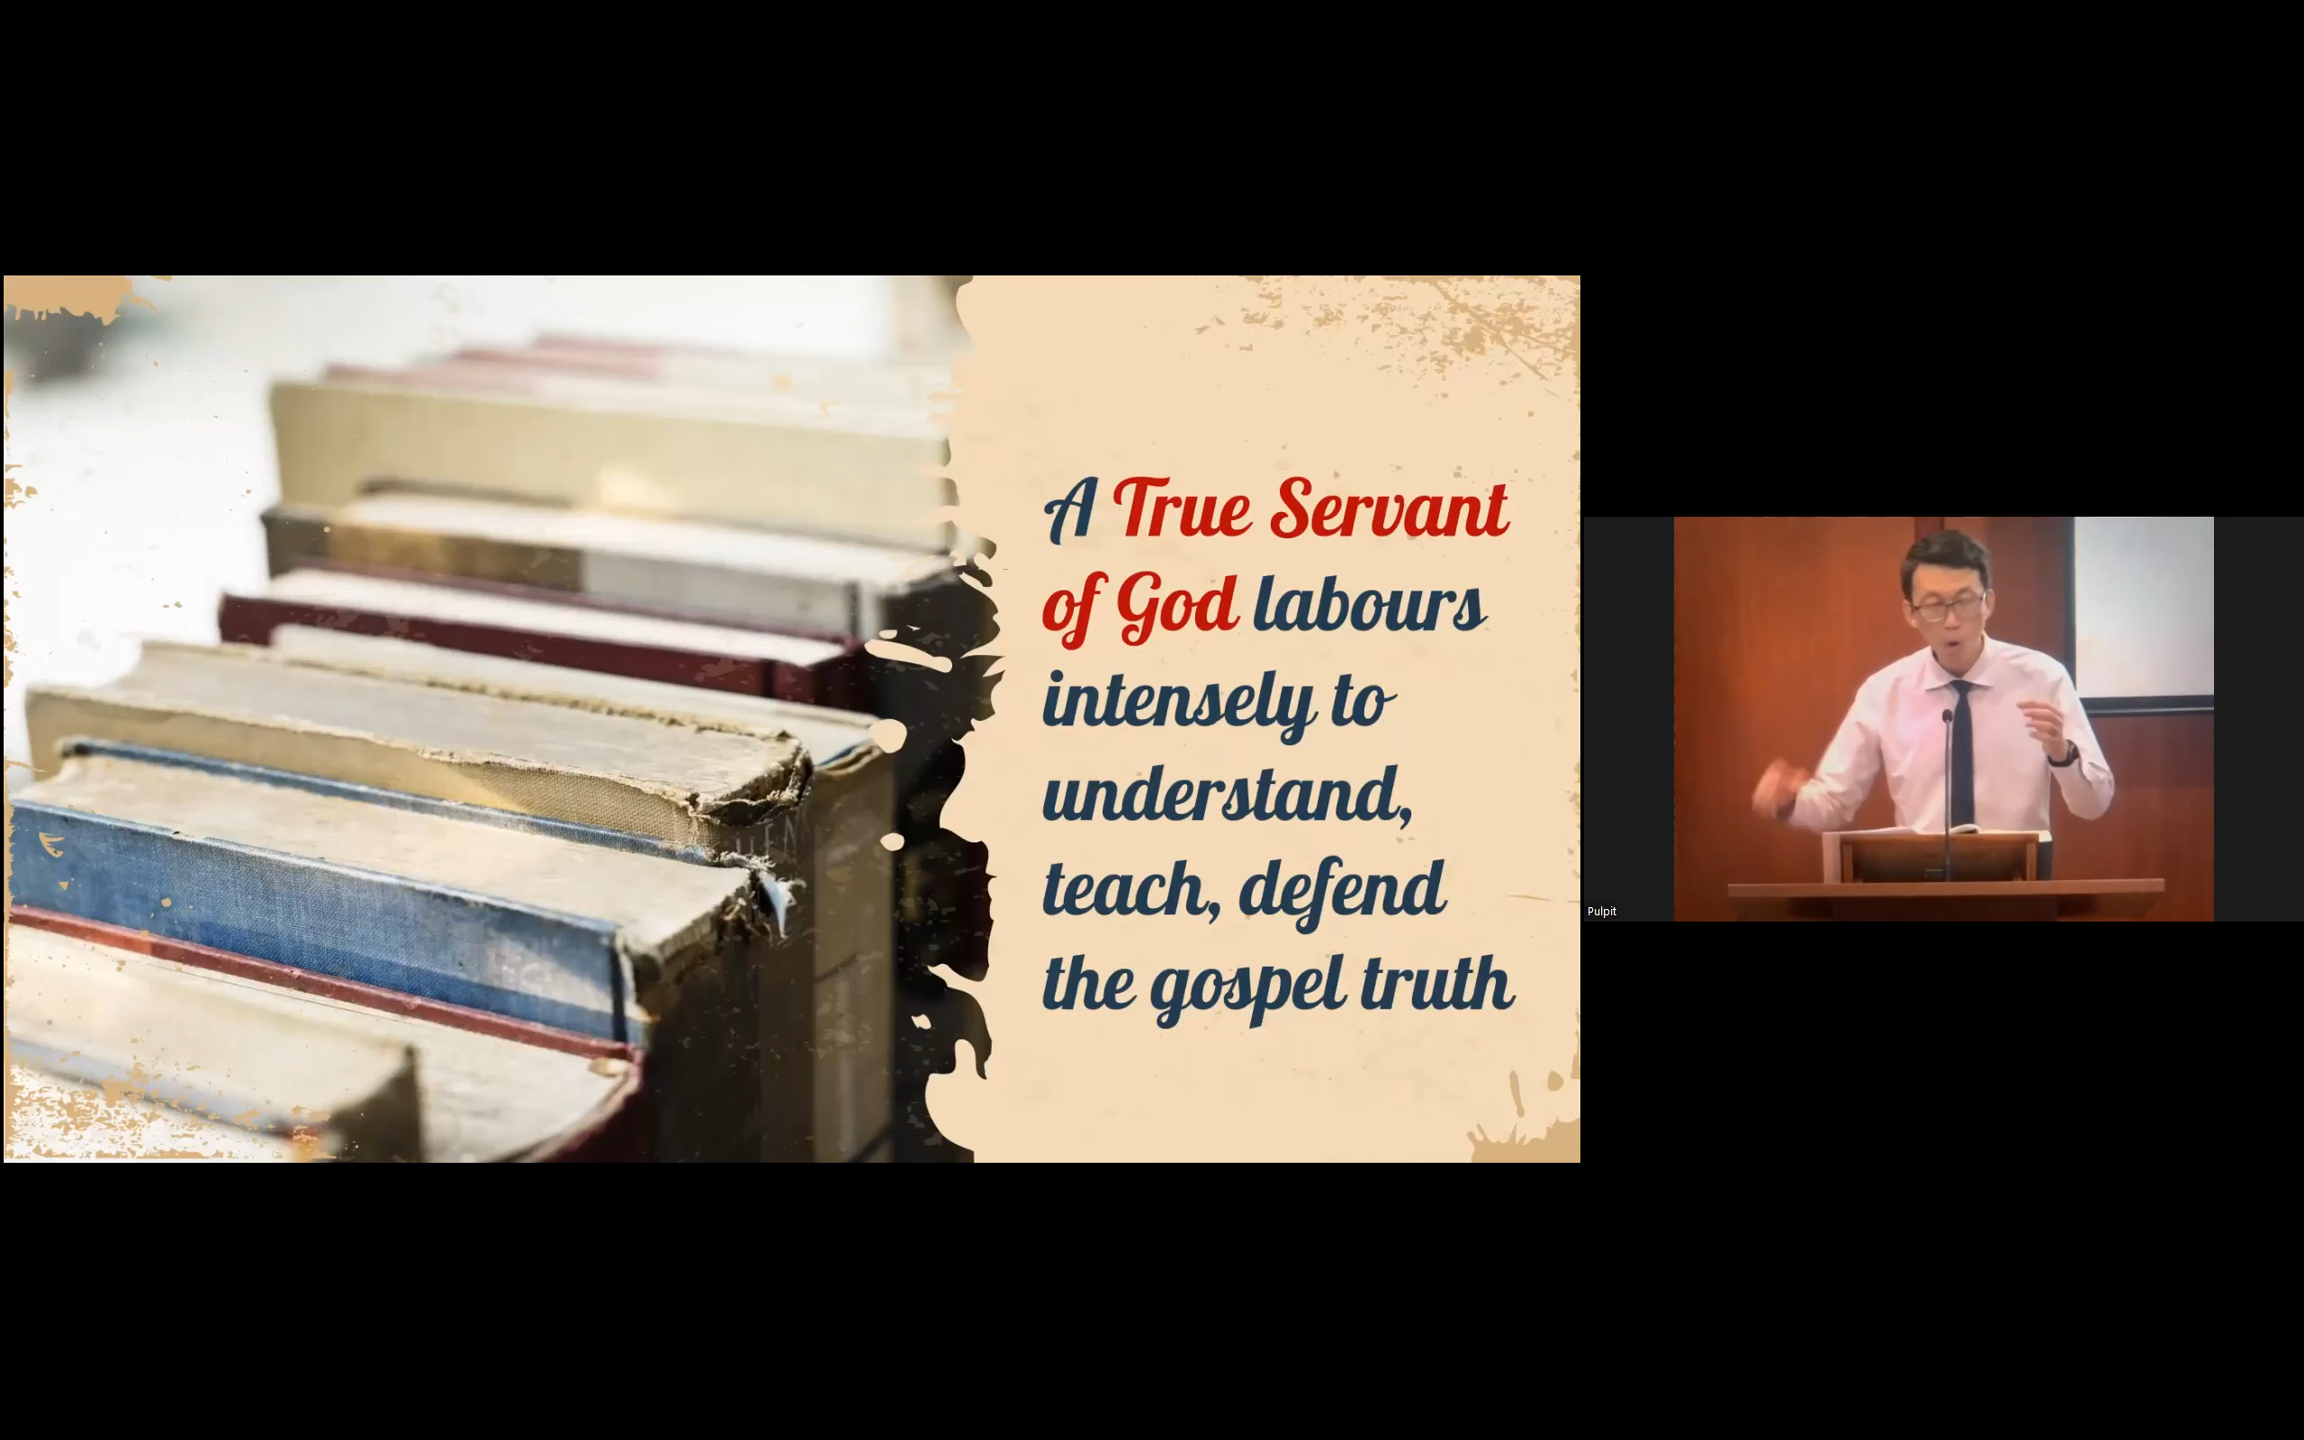 A True Servant
of God labours
intensely to
understand,
teach, defend
the gospel truth
Pulpit